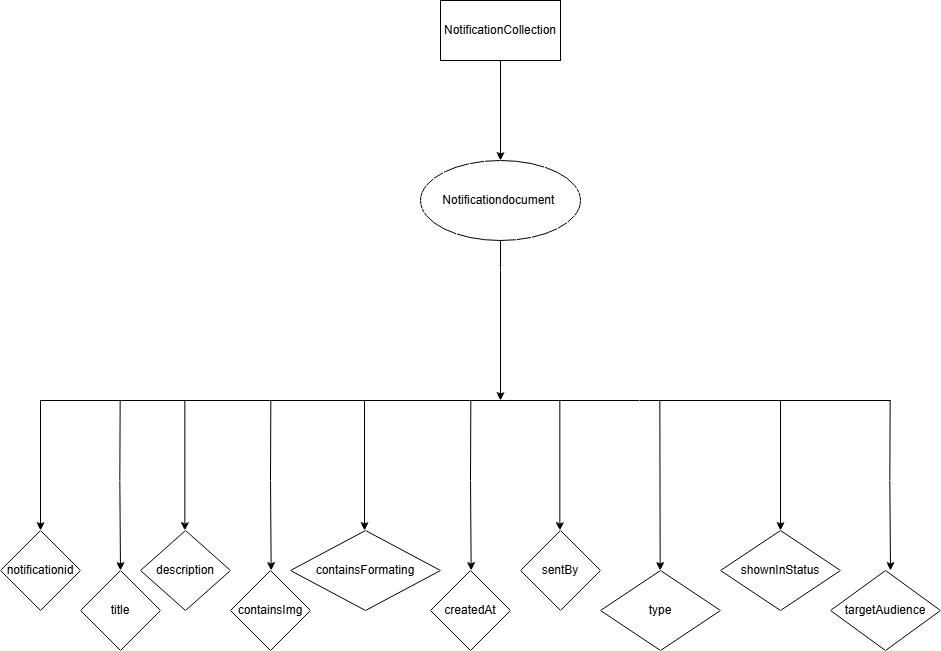 NotificationCollection
Notificationdocument
notificationid
title
description
containsImg
containsFormating
createdAt
sentBy
type
shownInStatus
targetAudience